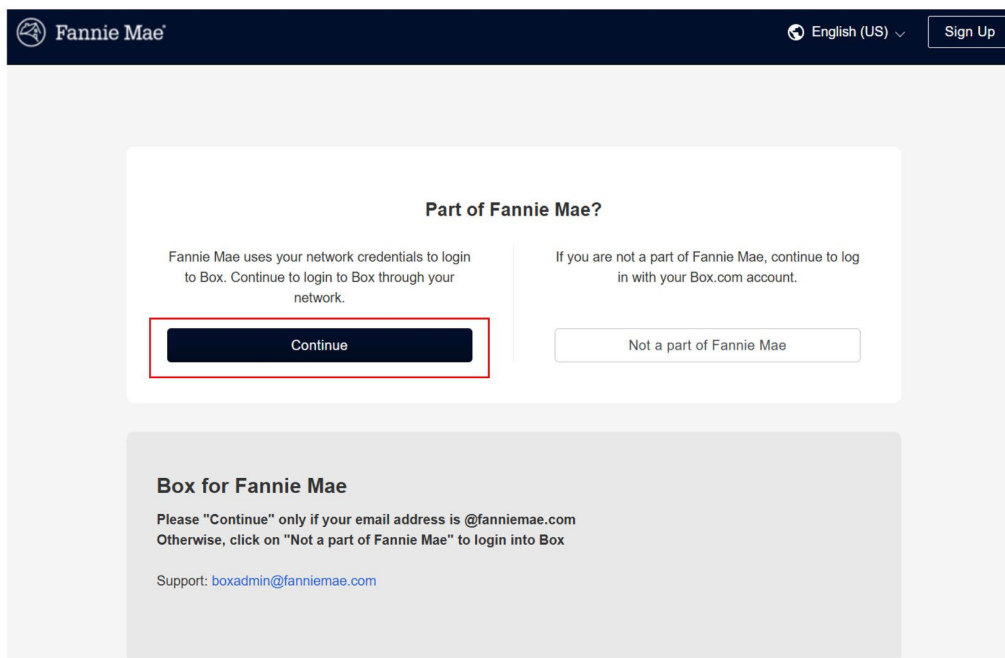 Fannie Mae®
English (US)
Sign Up
Part of Fannie Mae?
Fannie Mae uses your network credentials to login
to Box. Continue to login to Box through your
network.
Continue
If you are not a part of Fannie Mae, continue to log
in with your Box.com account.
Not a part of Fannie Mae
Box for Fannie Mae
Please "Continue" only if your email address is @fanniemae.com
Otherwise, click on "Not a part of Fannie Mae" to login into Box
Support: boxadmin@fanniemae.com